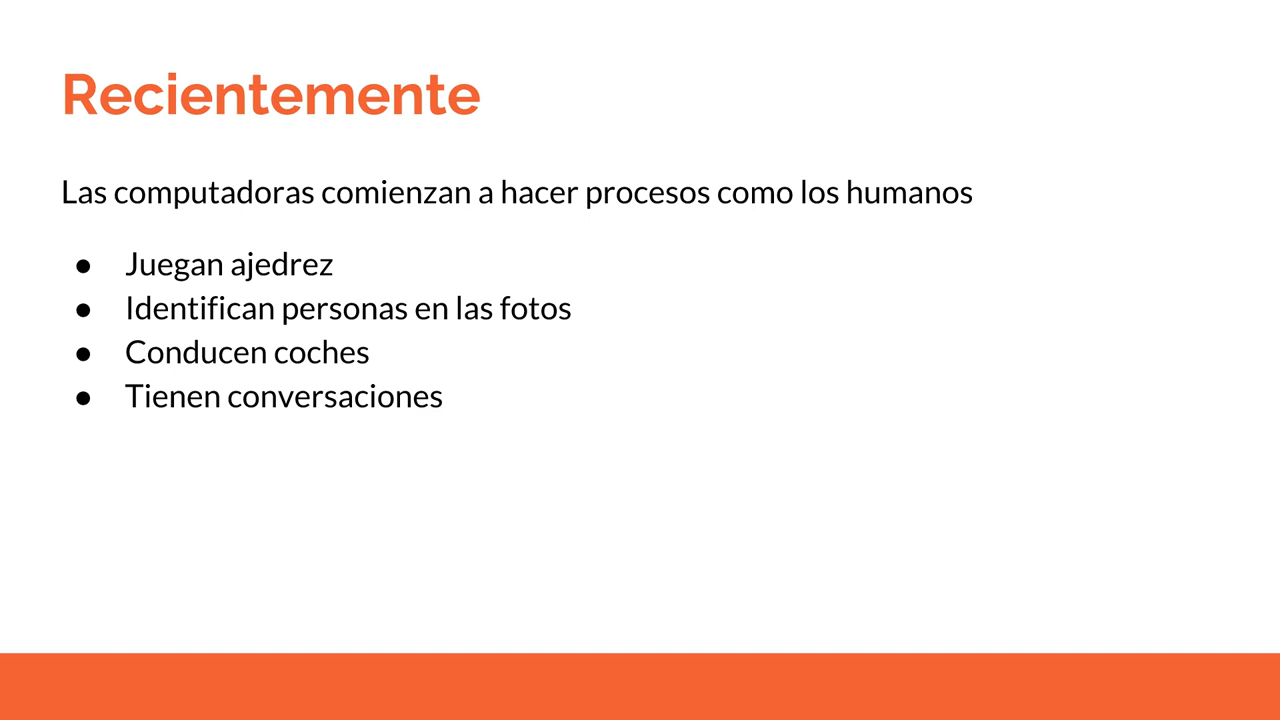 Recientemente
Las computadoras comienzan a hacer procesos como los humanos
● Juegan ajedrez
● Identifican personas en las fotos
● Conducen coches
● Tienen conversaciones